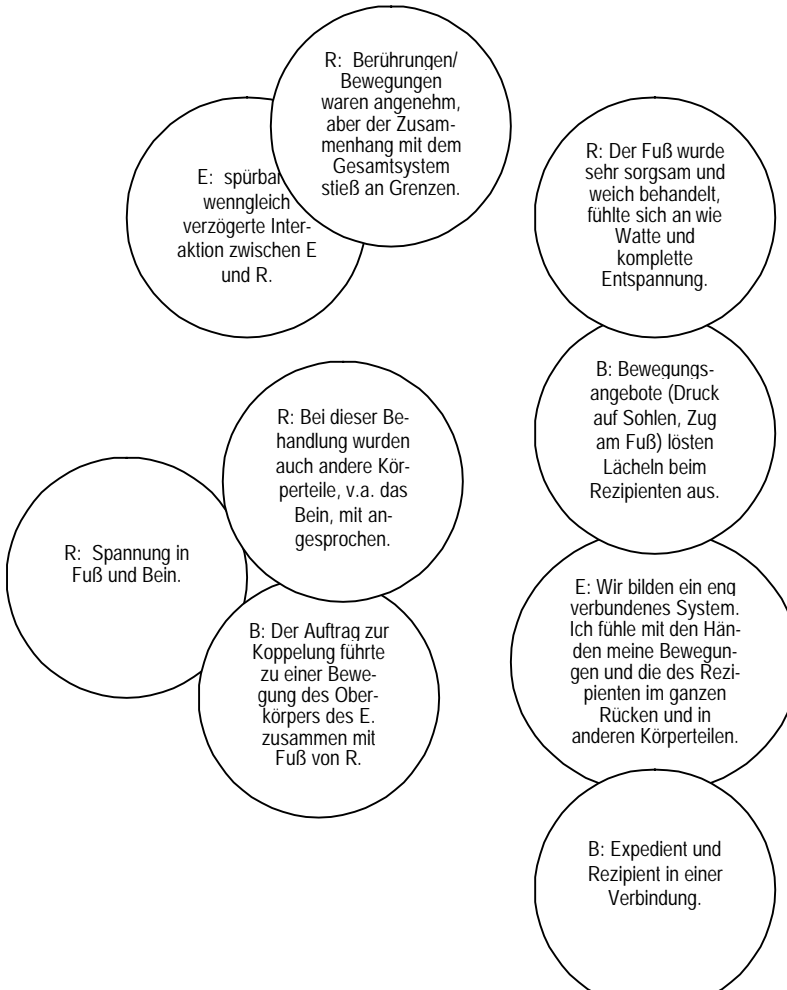 R: Berührungen/
Bewegungen
waren angenehm,
aber der Zusam-
menhang mit dem
Gesamtsystem
stieß an Grenzen.
E: spürbar
wenngleich
verzögerte Inter-
aktion zwischen E
und R.
R: Der Fuß wurde
sehr sorgsam und
weich behandelt,
fühlte sich an wie
Watte und
komplette
Entspannung.
B: Bewegungs-
angebote (Druck
auf Sohlen, Zug
am Fuß) lösten
Lächeln beim
Rezipienten aus.
R: Bei dieser Be-
handlung wurden
auch andere Kör-
perteile, v.a. das
Bein, mit an-
gesprochen.
R: Spannung in
Fuß und Bein.
B: Der Auftrag zur
Koppelung führte
zu einer Bewe-
gung des Ober-
körpers des E.
zusammen mit
Fuß von R.
E: Wir bilden ein eng
verbundenes System.
Ich fühle mit den Hän-
den meine Bewegun-
gen und die des Rezi-
pienten im ganzen
Rücken und in
anderen Körperteilen.
B: Expedient und
Rezipient in einer
Verbindung.